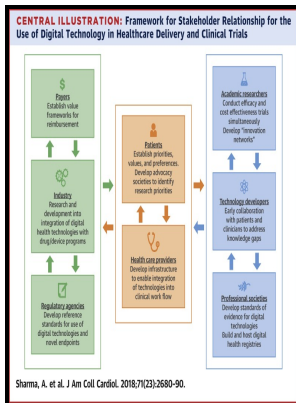 CENTRAL ILLUSTRATION: Framework for Stakeholder Relationship for the
Use of Digital Technology in Healthcare Delivery and Clinical Trials
Payers
Establish value
frameworks for
reimbursement
Industry
Research and
development into
integration of digital
health technologies with
drug/device programs
Regulatory agencies
Develop reference
standards for use of
digital technologies and
novel endpoints
Patients
Establish priorities,
values, and preferences.
Develop advocacy
societies to identify
research priorities
Health care providers
Develop infrastructure
to enable integration
of technologies into
clinical work flow
Academic researchers
Conduct efficacy and
cost effectiveness trials
simultaneously
Develop "innovation
networks"
Technology developers
Early collaboration
with patients and
clinicians to address
knowledge gaps
Professional societies
Develop standards of
evidence for digital
technologies
Build and host digital
health registries
Sharma, A. et al. J Am Coll Cardiol. 2018;71(23):2680-90.